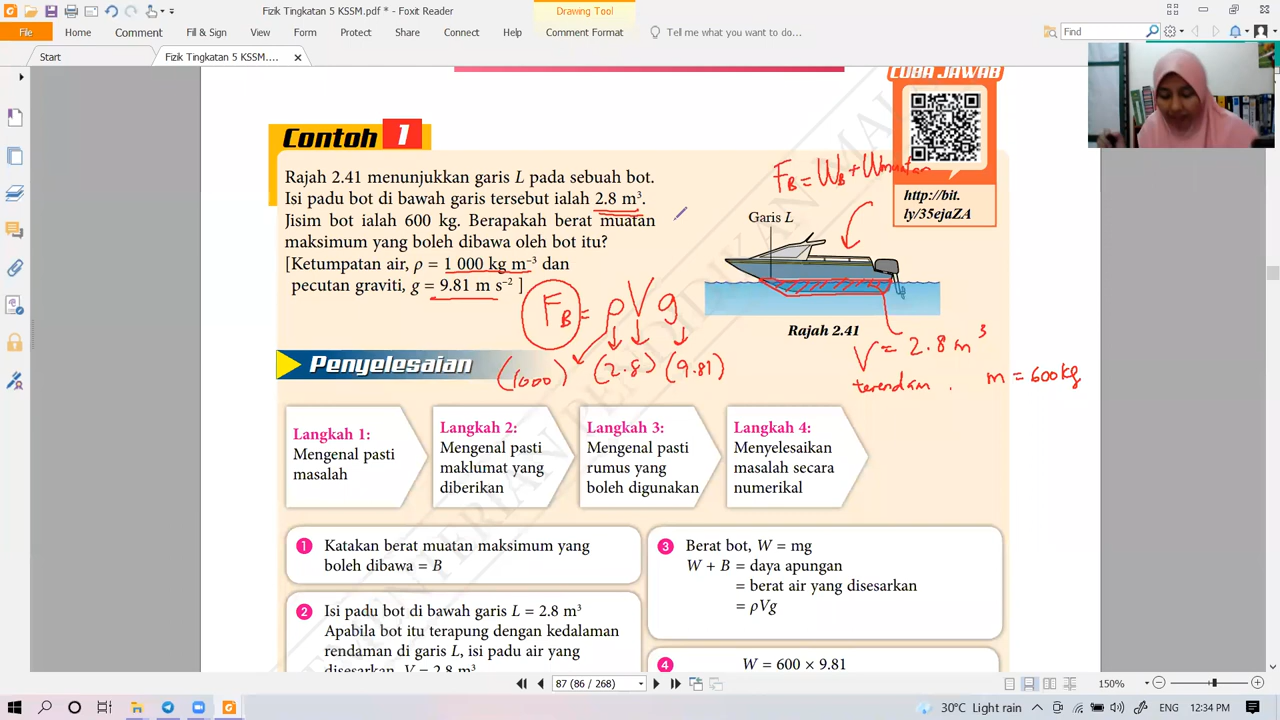 Fizik Tingkatan 5 KSSM.pdf * - Foxit Reader
Drawing Tool
File Home Comment Fill & Sign View Form Protect Share Connect Help Comment Format Tell me what you want to do... Find
Start
Fizik Tingkatan 5 KSSM....
CUBA JAWAB
http://bit.
ly/35ejaZA
Contoh 1
Rajah 2.41 menunjukkan garis L pada sebuah bot.
Isi padu bot di bawah garis tersebut ialah 2.8 m³.
Jisim bot ialah 600 kg. Berapakah berat muatan
maksimum yang boleh dibawa oleh bot itu?
[Ketumpatan air, ρ = 1 000 kg m⁻³ dan
pecutan graviti, g = 9.81 m s⁻² ]
F_B = W_B + Wmuatan
Garis L
Rajah 2.41
F_B = ρVg
(1000) (2.8) (9.81)
V = 2.8 m³
terendam . m = 600kg
Penyelesaian
Langkah 1:
Mengenal pasti
masalah
Langkah 2:
Mengenal pasti
maklumat yang
diberikan
Langkah 3:
Mengenal pasti
rumus yang
boleh digunakan
Langkah 4:
Menyelesaikan
masalah secara
numerikal
1 Katakan berat muatan maksimum yang
boleh dibawa = B
2 Isi padu bot di bawah garis L = 2.8 m³
Apabila bot itu terapung dengan kedalaman
rendaman di garis L, isi padu air yang
disesarkan, V = 2.8 m³
3 Berat bot, W = mg
W + B = daya apungan
= berat air yang disesarkan
= ρVg
4 W = 600 × 9.81
KEMENTERIAN PENDIDIKAN MALA
87 (86 / 268)
150%
30°C Light rain
12:34 PM